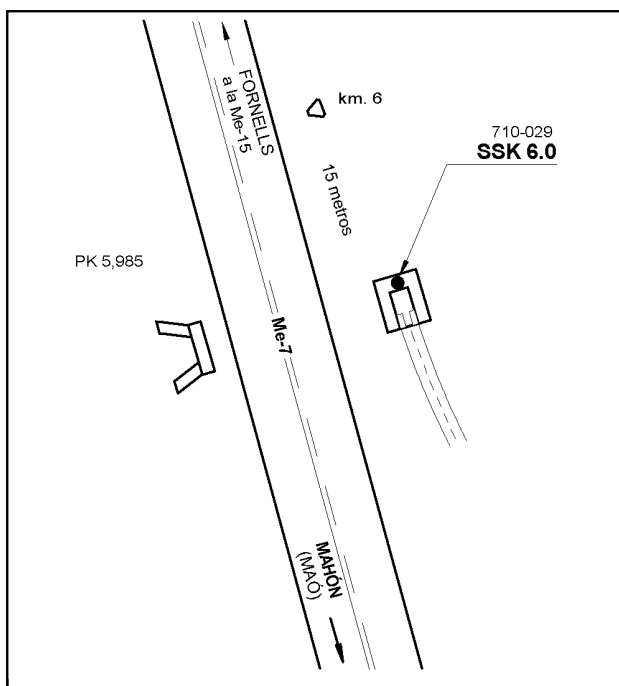 FORNELLS
a la Me-15
km. 6
710-029
SSK 6.0
15 metros
PK 5,985
Me-7
MAHÓN
(MAÓ)